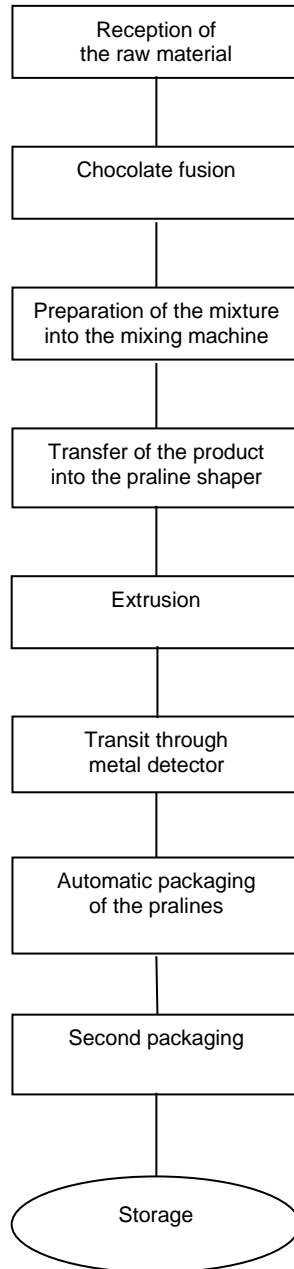 Reception of
the raw material
Chocolate fusion
Preparation of the mixture
into the mixing machine
Transfer of the product
into the praline shaper
Extrusion
Transit through
metal detector
Automatic packaging
of the pralines
Second packaging
Storage